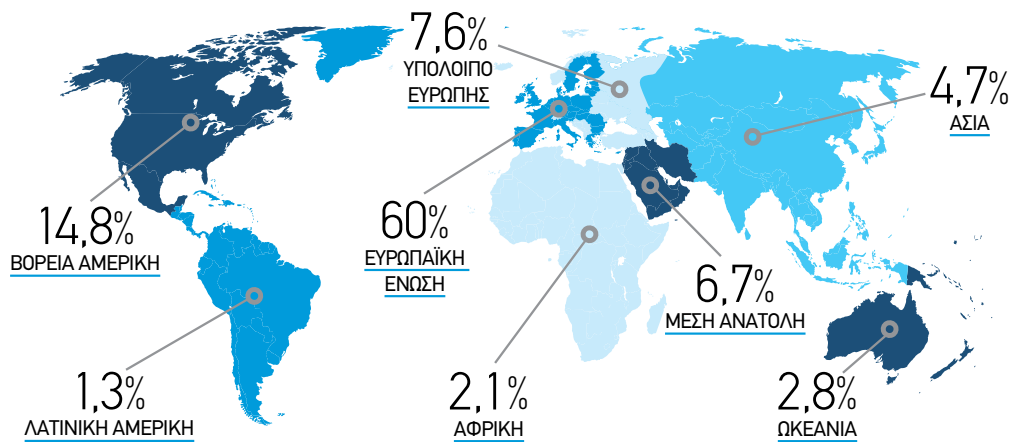 7,6%
ΥΠΟΛΟΙΠΟ
ΕΥΡΩΠΗΣ
4,7%
ΑΣΙΑ
14,8%
ΒΟΡΕΙΑ ΑΜΕΡΙΚΗ
60%
ΕΥΡΩΠΑΪΚΗ
ΕΝΩΣΗ
6,7%
ΜΕΣΗ ΑΝΑΤΟΛΗ
1,3%
ΛΑΤΙΝΙΚΗ ΑΜΕΡΙΚΗ
2,1%
ΑΦΡΙΚΗ
2,8%
ΩΚΕΑΝΙΑ